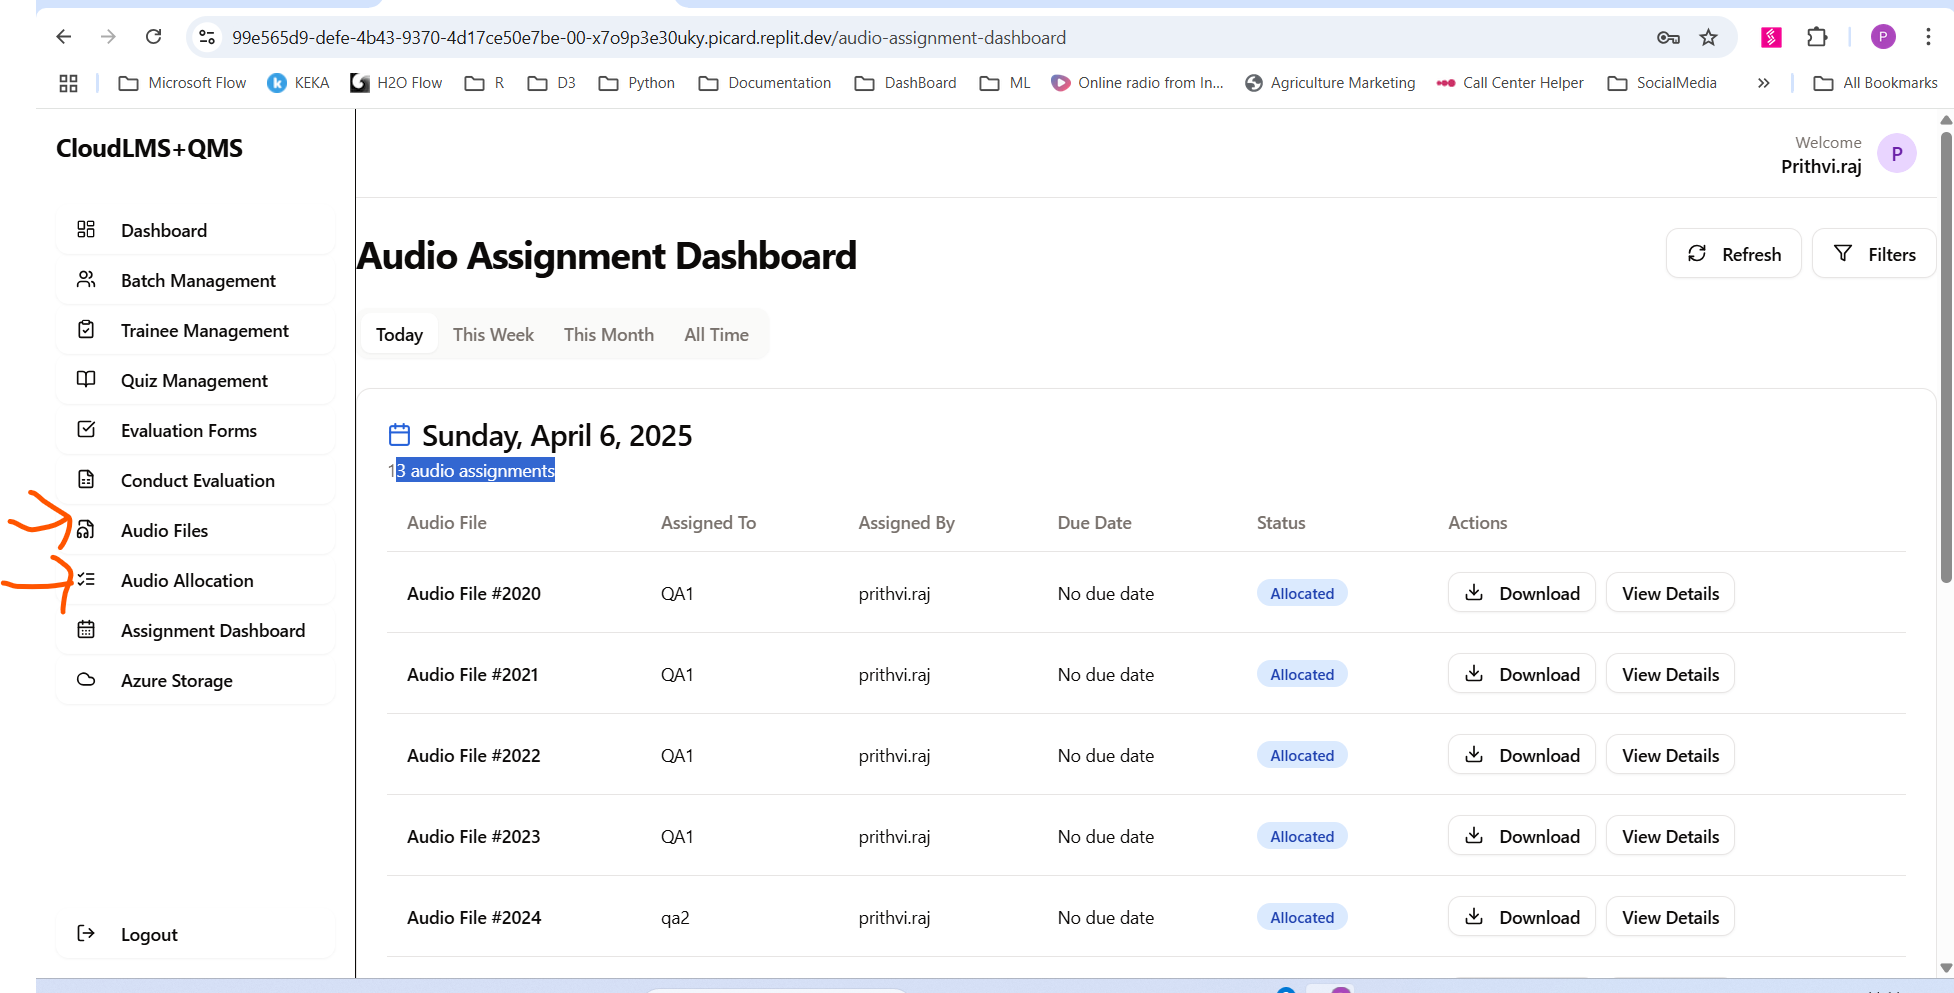 99e565d9-defe-4b43-9370-4d17ce50e7be-00-x7o9p3e30uky.picard.replit.dev/audio-assignment-dashboard
P
Microsoft Flow KEKA H2O Flow R D3 Python Documentation DashBoard ML Online radio from In... Agriculture Marketing Call Center Helper SocialMedia » All Bookmarks
CloudLMS+QMS
Welcome
Prithvi.raj
P
Dashboard
Batch Management
Trainee Management
Quiz Management
Evaluation Forms
Conduct Evaluation
Audio Files
Audio Allocation
Assignment Dashboard
Azure Storage
Logout
Audio Assignment Dashboard
Refresh Filters
Today This Week This Month All Time
Sunday, April 6, 2025
13 audio assignments
Audio File Assigned To Assigned By Due Date Status Actions
Audio File #2020 QA1 prithvi.raj No due date Allocated Download View Details
Audio File #2021 QA1 prithvi.raj No due date Allocated Download View Details
Audio File #2022 QA1 prithvi.raj No due date Allocated Download View Details
Audio File #2023 QA1 prithvi.raj No due date Allocated Download View Details
Audio File #2024 qa2 prithvi.raj No due date Allocated Download View Details